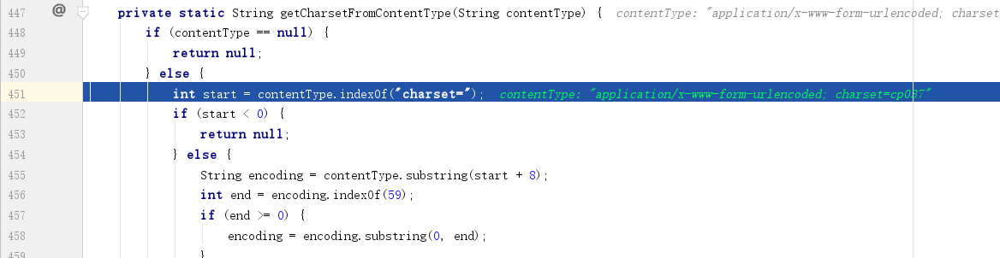 447 @ private static String getCharsetFromContentType(String contentType) { contentType: "application/x-www-form-urlencoded; charset
448 if (contentType == null) {
449 return null;
450 } else {
451 int start = contentType.indexOf("charset="); contentType: "application/x-www-form-urlencoded; charset=cp037"
452 if (start < 0) {
453 return null;
454 } else {
455 String encoding = contentType.substring(start + 8);
456 int end = encoding.indexOf(59);
457 if (end >= 0) {
458 encoding = encoding.substring(0, end);
459 }